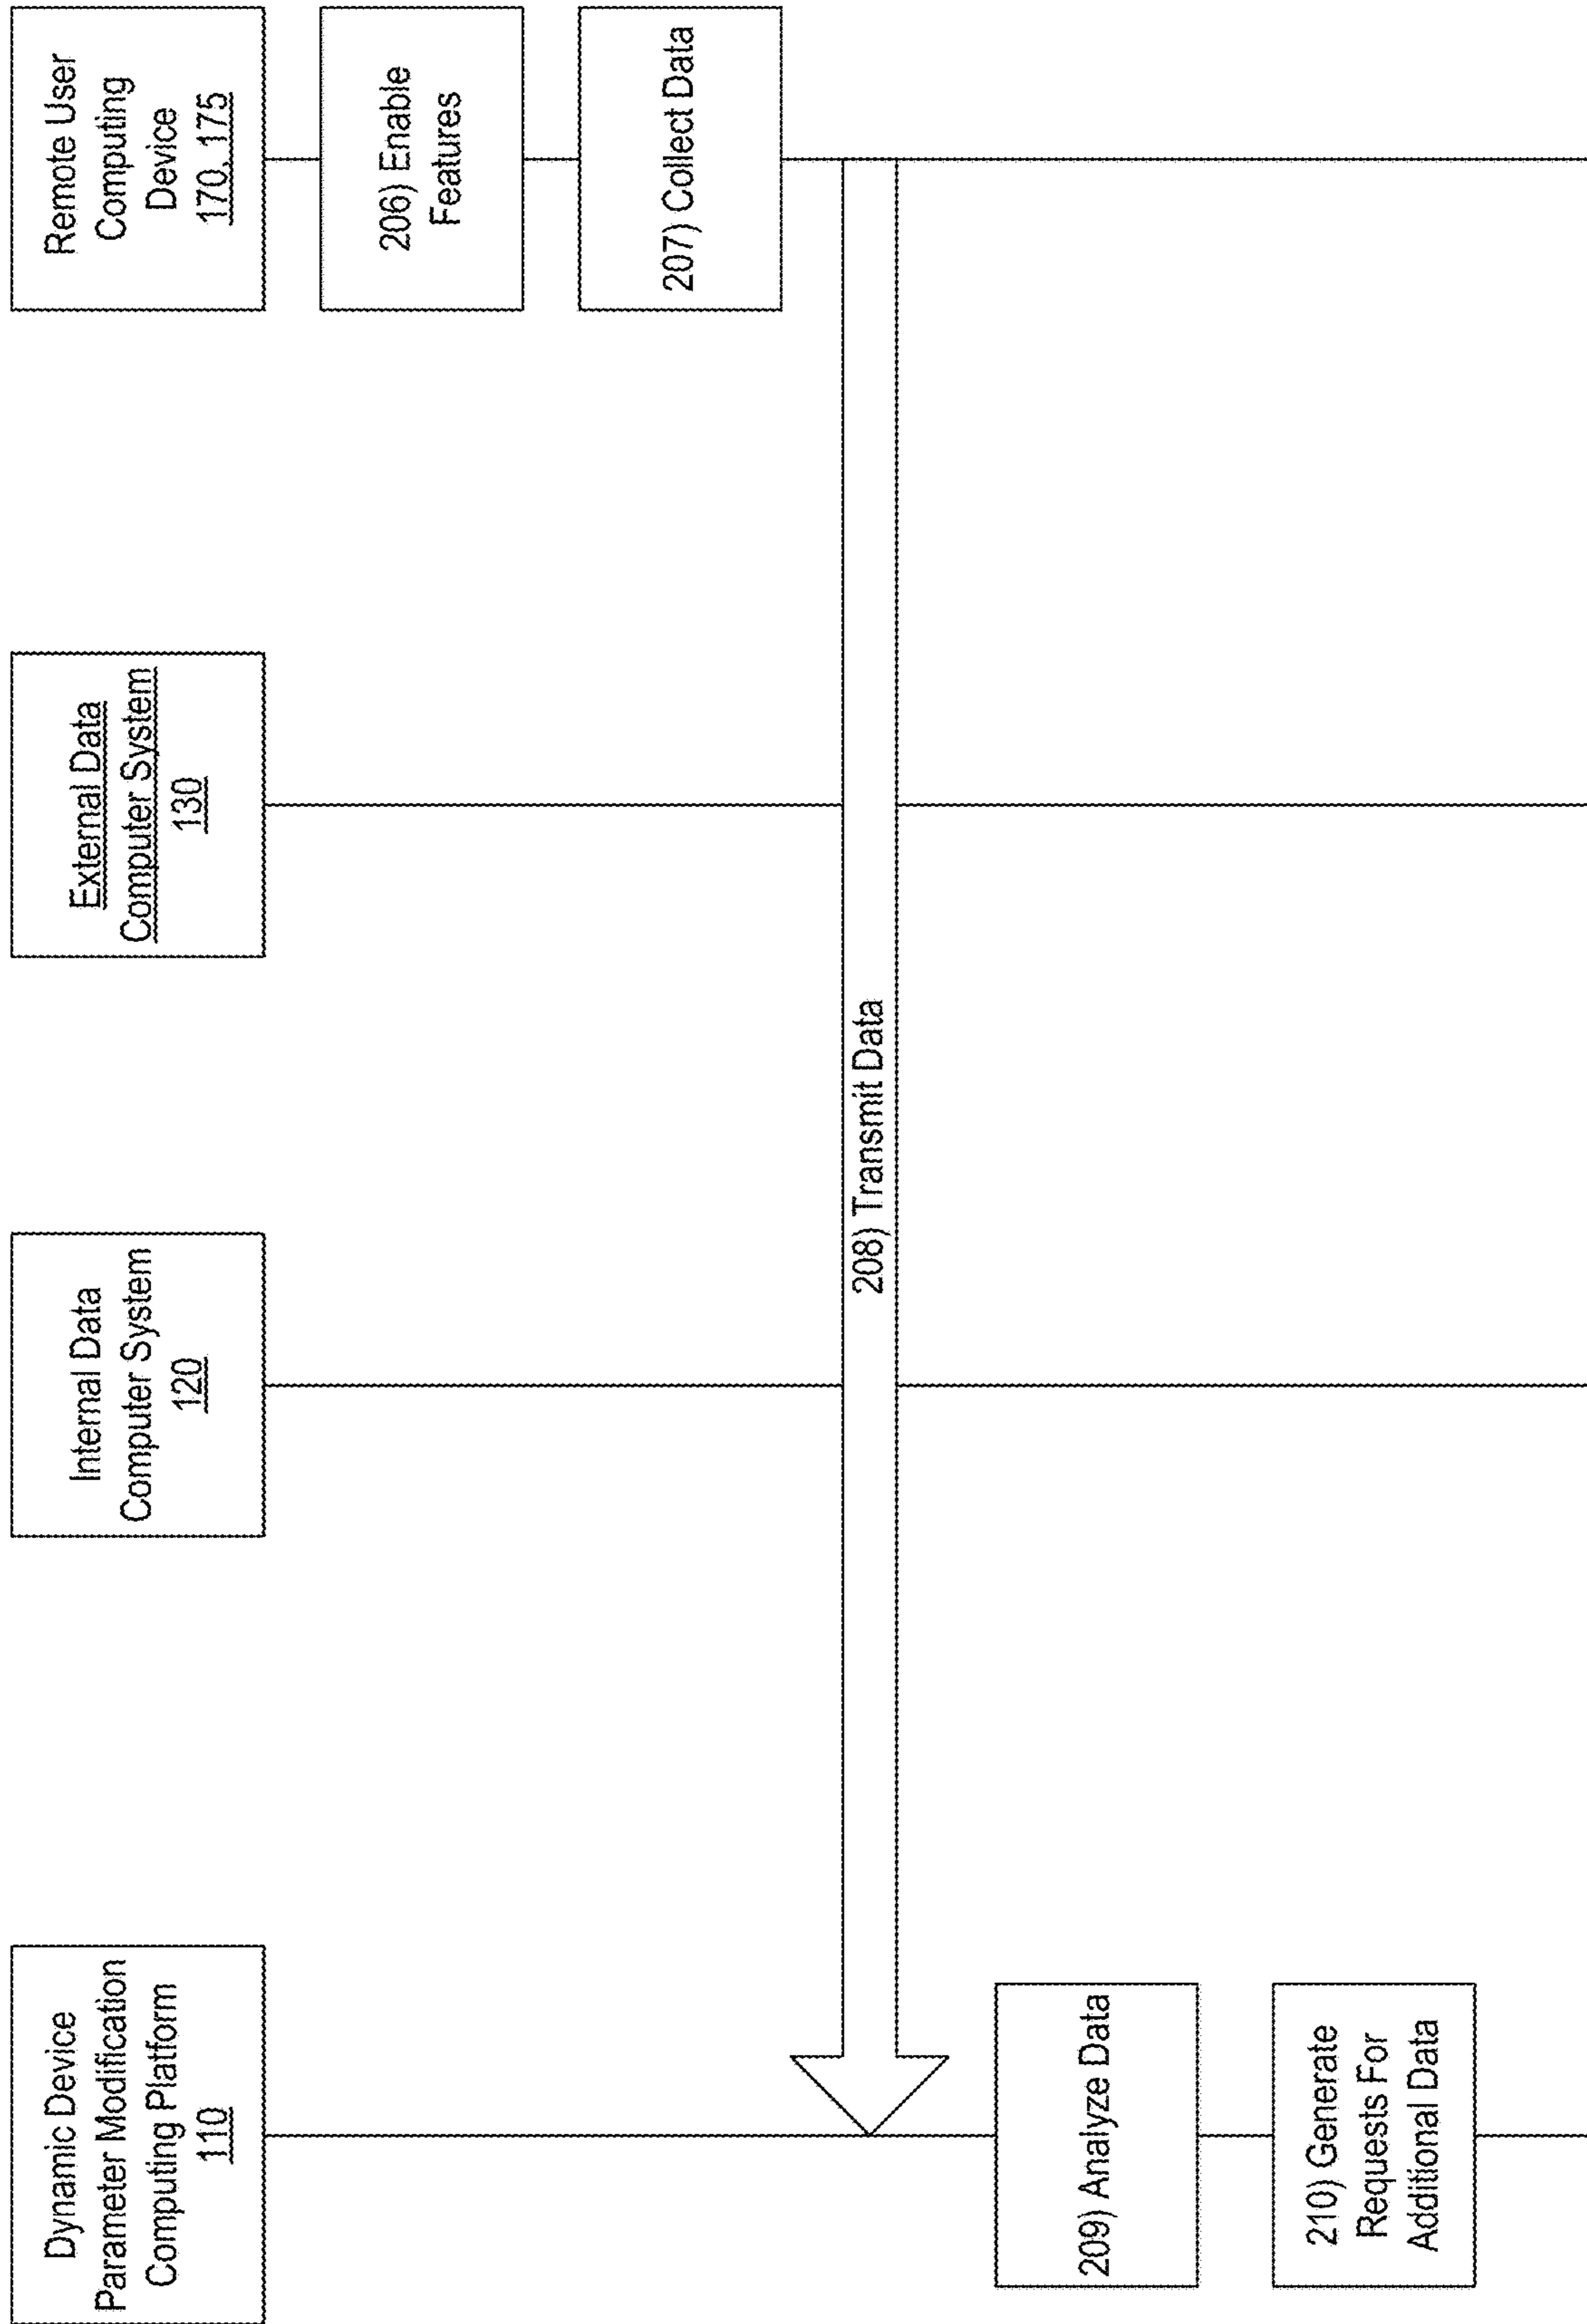 Dynamic Device
Parameter Modification
Computing Platform
110
Internal Data
Computer System
120
External Data
Computer System
130
Remote User
Computing
Device
170, 175
206) Enable
Features
207) Collect Data
208) Transmit Data
209) Analyze Data
210) Generate
Requests For
Additional Data